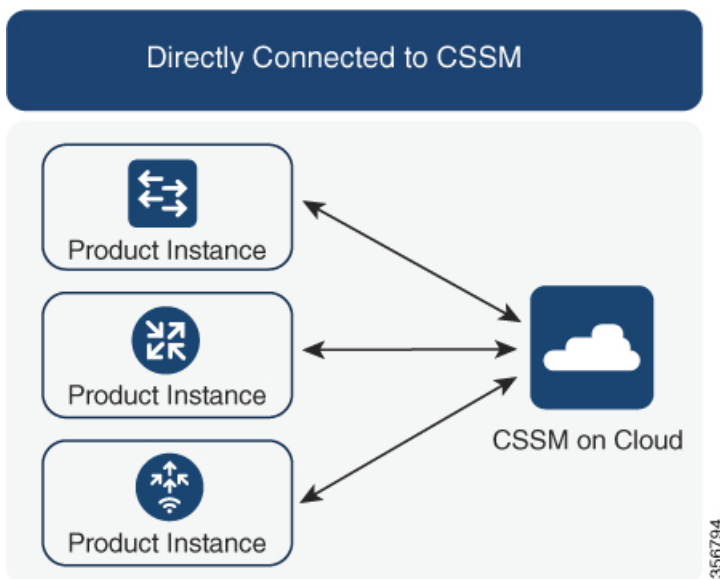 Directly Connected to CSSM
Product Instance
Product Instance
CSSM on Cloud
Product Instance
356794